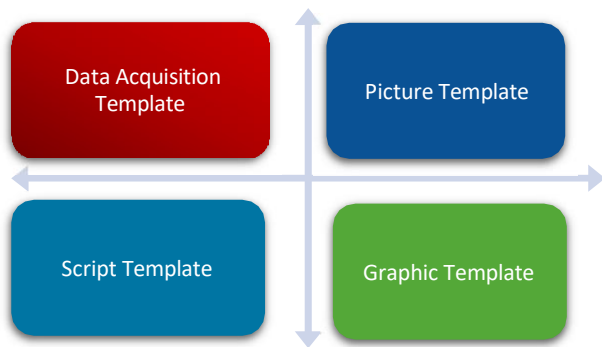 Data Acquisition
Template
Picture Template
Script Template
Graphic Template